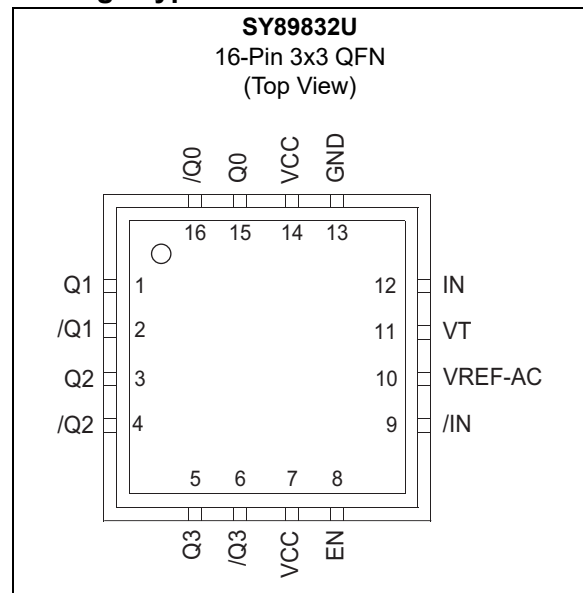 SY89832U
16-Pin 3x3 QFN
(Top View)
/Q0 Q0 VCC GND
16 15 14 13
Q1 1 12 IN
/Q1 2 11 VT
Q2 3 10 VREF-AC
/Q2 4 9 /IN
5 6 7 8
Q3 /Q3 VCC EN